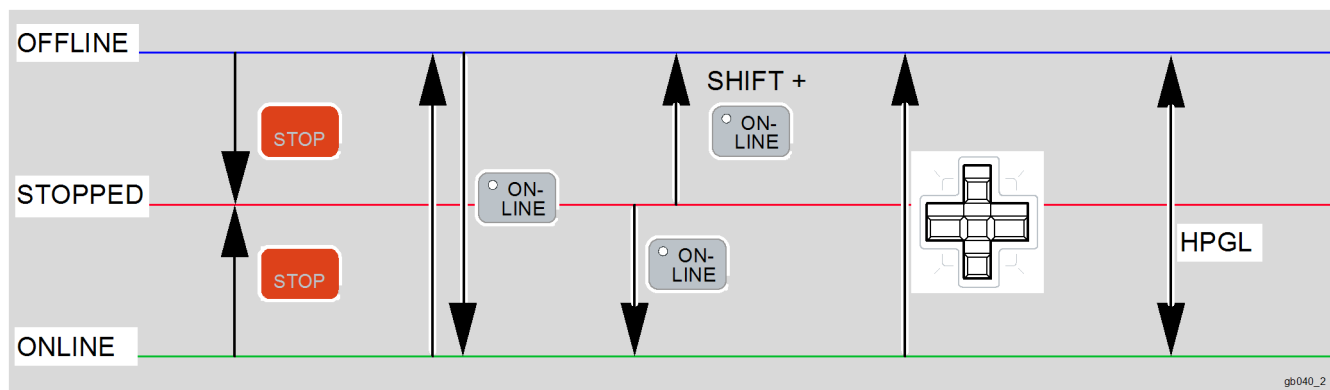 OFFLINE
SHIFT +
STOP
ON-
LINE
STOPPED
ON-
LINE
HPGL
ON-
LINE
STOP
ONLINE
gb040_2